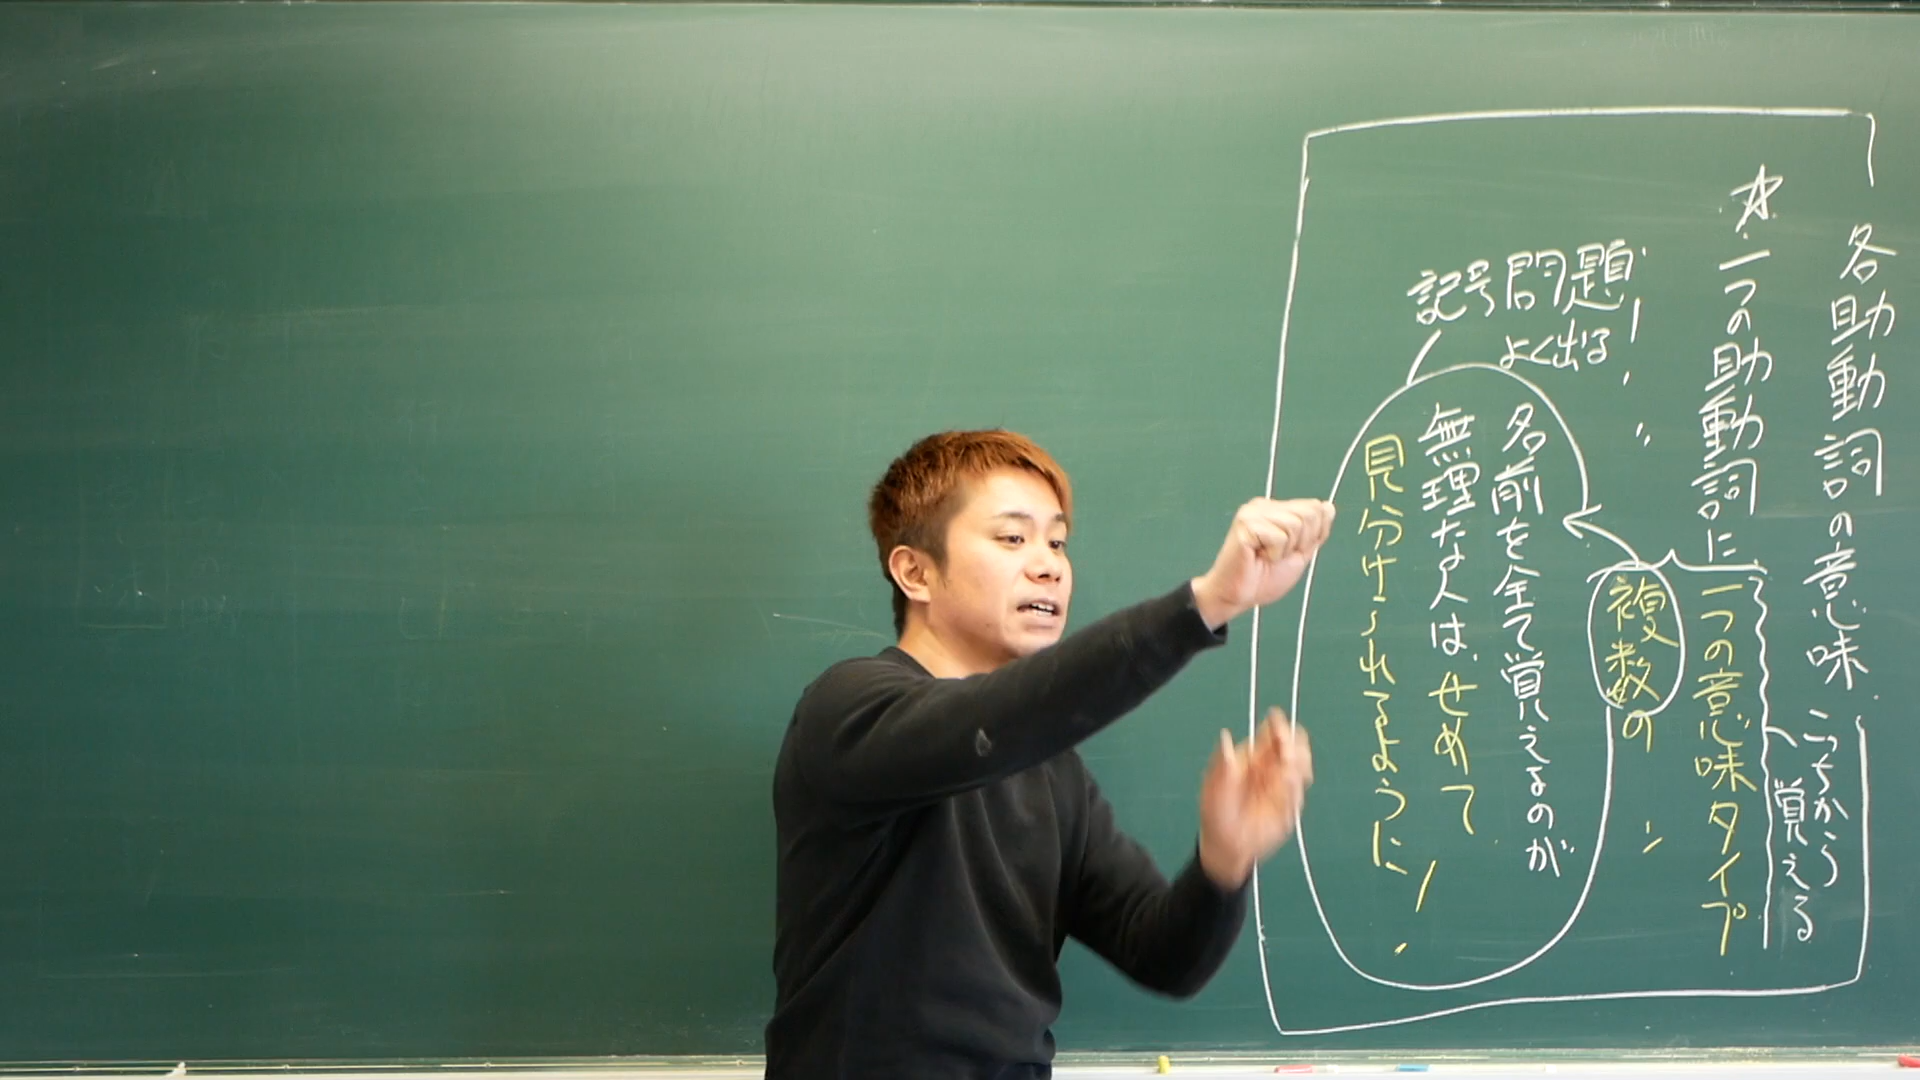 各助動詞の意味
こっちから
覚える
☆一つの助動詞に
一つの意味タイプ
複数の 〃
記号問題
よく出る!
名前を全て覚えるのが
無理な人は、せめて
見分けられるように!